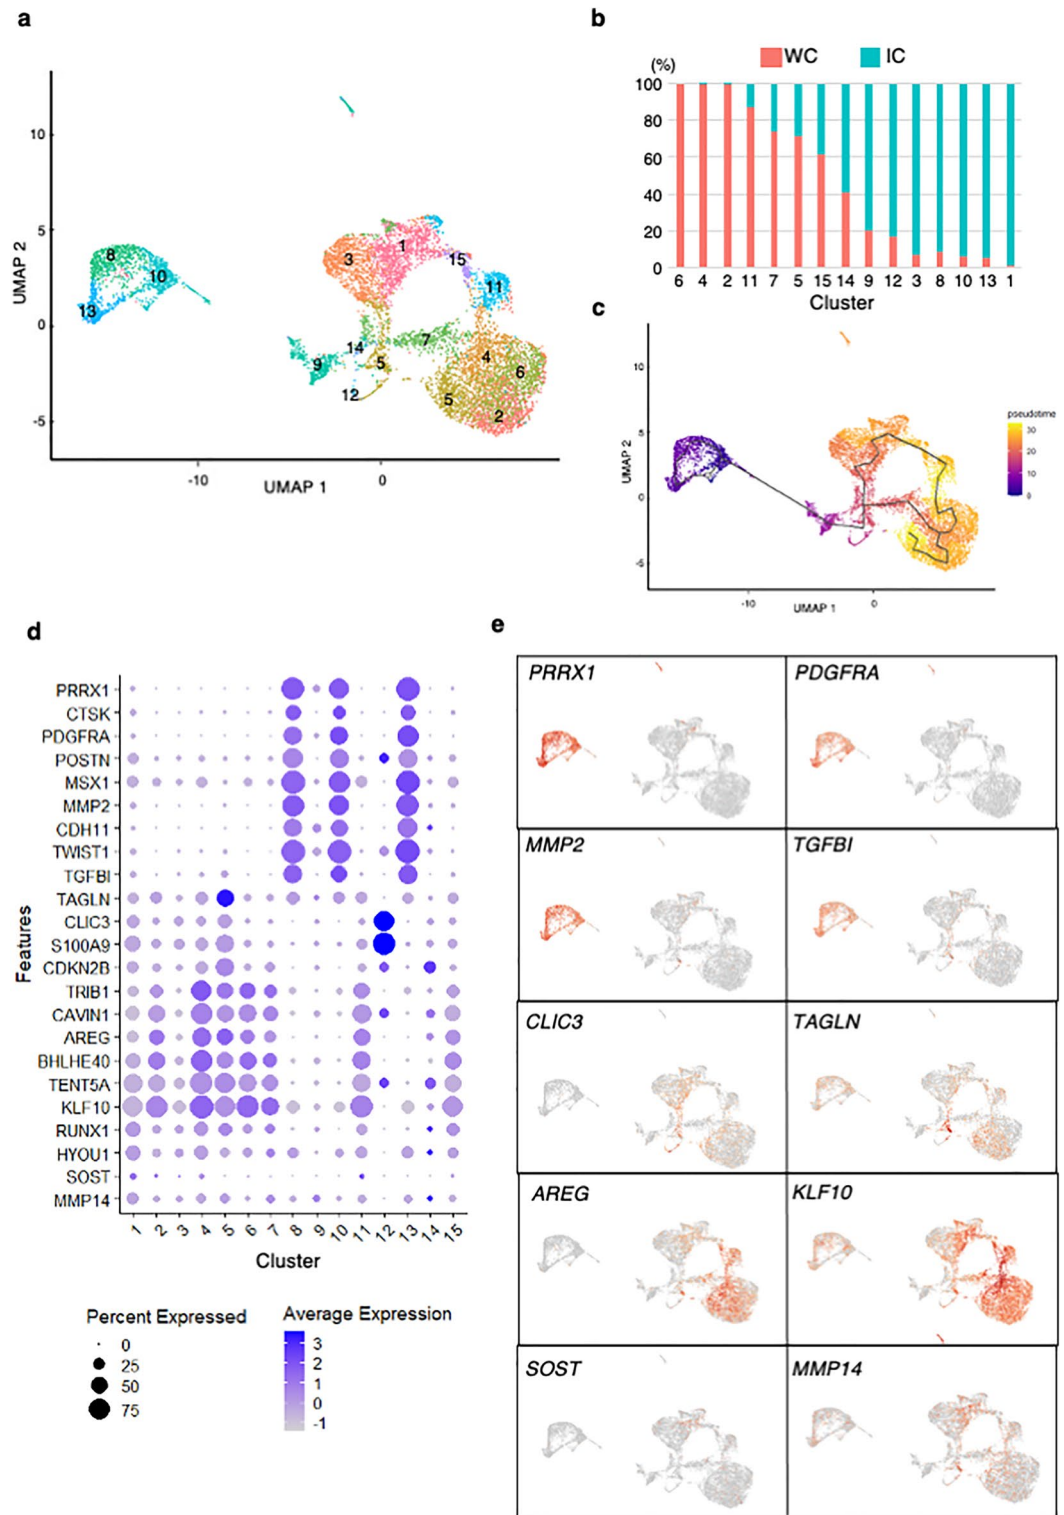 a
UMAP 2
10
5
0
-5
8
10
13
3
1
15
11
14
7
9
5
12
4
6
5
2
-10
0
UMAP 1
b
WC
IC
(%)
100
80
60
40
20
0
6 4 2 11 7 5 15 14 9 12 3 8 10 13 1
Cluster
c
UMAP 2
10
5
0
-5
-10 0
UMAP 1
pseudotime
30
20
10
0
d
Features
PRRX1
CTSK
PDGFRA
POSTN
MSX1
MMP2
CDH11
TWIST1
TGFBI
TAGLN
CLIC3
S100A9
CDKN2B
TRIB1
CAVIN1
AREG
BHLHE40
TENT5A
KLF10
RUNX1
HYOU1
SOST
MMP14
1 2 3 4 5 6 7 8 9 10 11 12 13 14 15
Cluster
Percent Expressed
0
25
50
75
Average Expression
3
2
1
0
-1
e
PRRX1
PDGFRA
MMP2
TGFBI
CLIC3
TAGLN
AREG
KLF10
SOST
MMP14